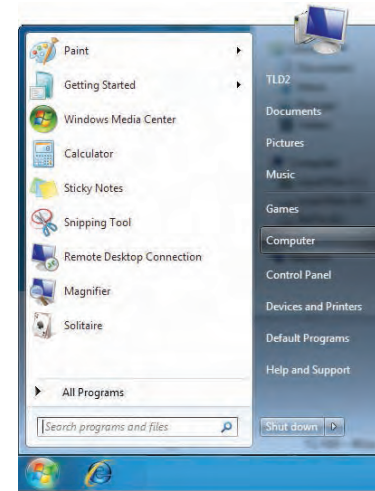 Paint
Getting Started
Windows Media Center
Calculator
Sticky Notes
Snipping Tool
Remote Desktop Connection
Magnifier
Solitaire
All Programs
Search programs and files
TLD2
Documents
Pictures
Music
Games
Computer
Control Panel
Devices and Printers
Default Programs
Help and Support
Shut down